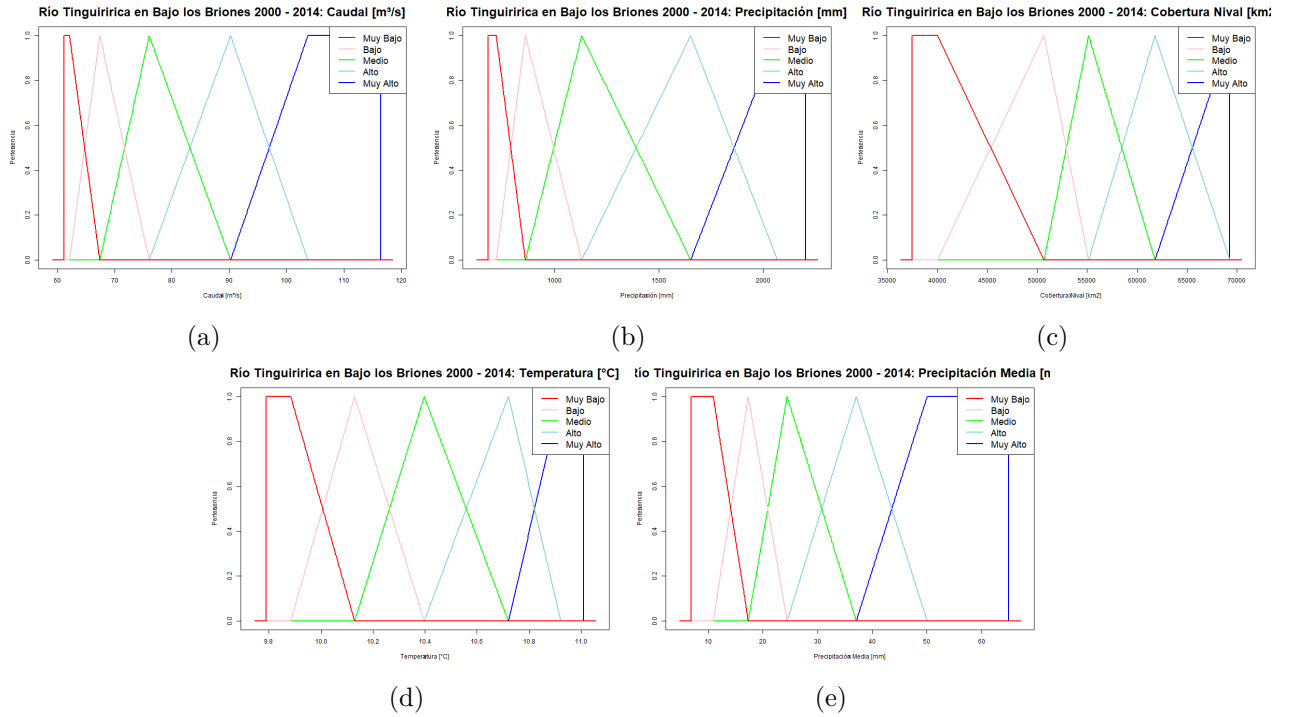 Río Tinguiririca en Bajo los Briones 2000 - 2014: Caudal [m³/s]
Pertenencia
1.0
0.8
0.6
0.4
0.2
0.0
Muy Bajo
Bajo
Medio
Alto
Muy Alto
60 70 80 90 100 110 120
Caudal [m³/s]
(a)
Río Tinguiririca en Bajo los Briones 2000 - 2014: Precipitación [mm]
Pertenencia
1.0
0.8
0.6
0.4
0.2
0.0
Muy Bajo
Bajo
Medio
Alto
Muy Alto
1000 1500 2000
Precipitación [mm]
(b)
Río Tinguiririca en Bajo los Briones 2000 - 2014: Cobertura Nival [km2
Pertenencia
1.0
0.8
0.6
0.4
0.2
0.0
Muy Bajo
Bajo
Medio
Alto
Muy Alto
35000 40000 45000 50000 55000 60000 65000 70000
Cobertura Nival [km2]
(c)
Río Tinguiririca en Bajo los Briones 2000 - 2014: Temperatura [°C]
Pertenencia
1.0
0.8
0.6
0.4
0.2
0.0
Muy Bajo
Bajo
Medio
Alto
Muy Alto
9.8 10.0 10.2 10.4 10.6 10.8 11.0
Temperatura [°C]
(d)
Río Tinguiririca en Bajo los Briones 2000 - 2014: Precipitación Media [m
Pertenencia
1.0
0.8
0.6
0.4
0.2
0.0
Muy Bajo
Bajo
Medio
Alto
Muy Alto
10 20 30 40 50 60
Precipitación Media [mm]
(e)